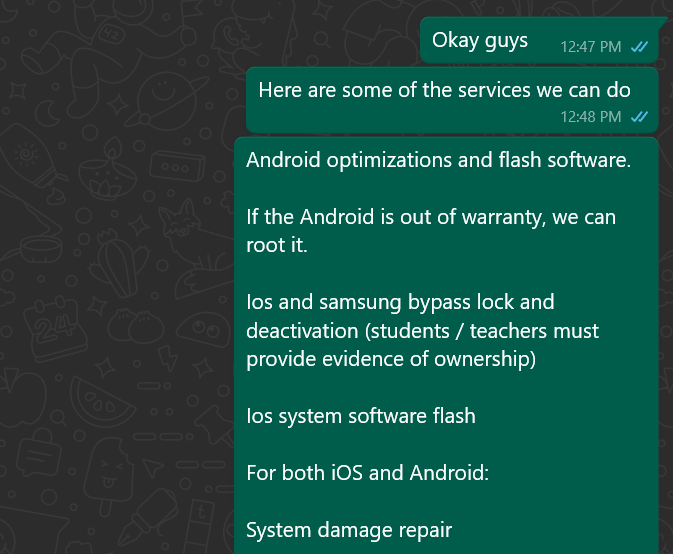 Okay guys
12:47 PM
Here are some of the services we can do
12:48 PM
Android optimizations and flash software.
If the Android is out of warranty, we can
root it.
Ios and samsung bypass lock and
deactivation (students / teachers must
provide evidence of ownership)
Ios system software flash
For both iOS and Android:
System damage repair